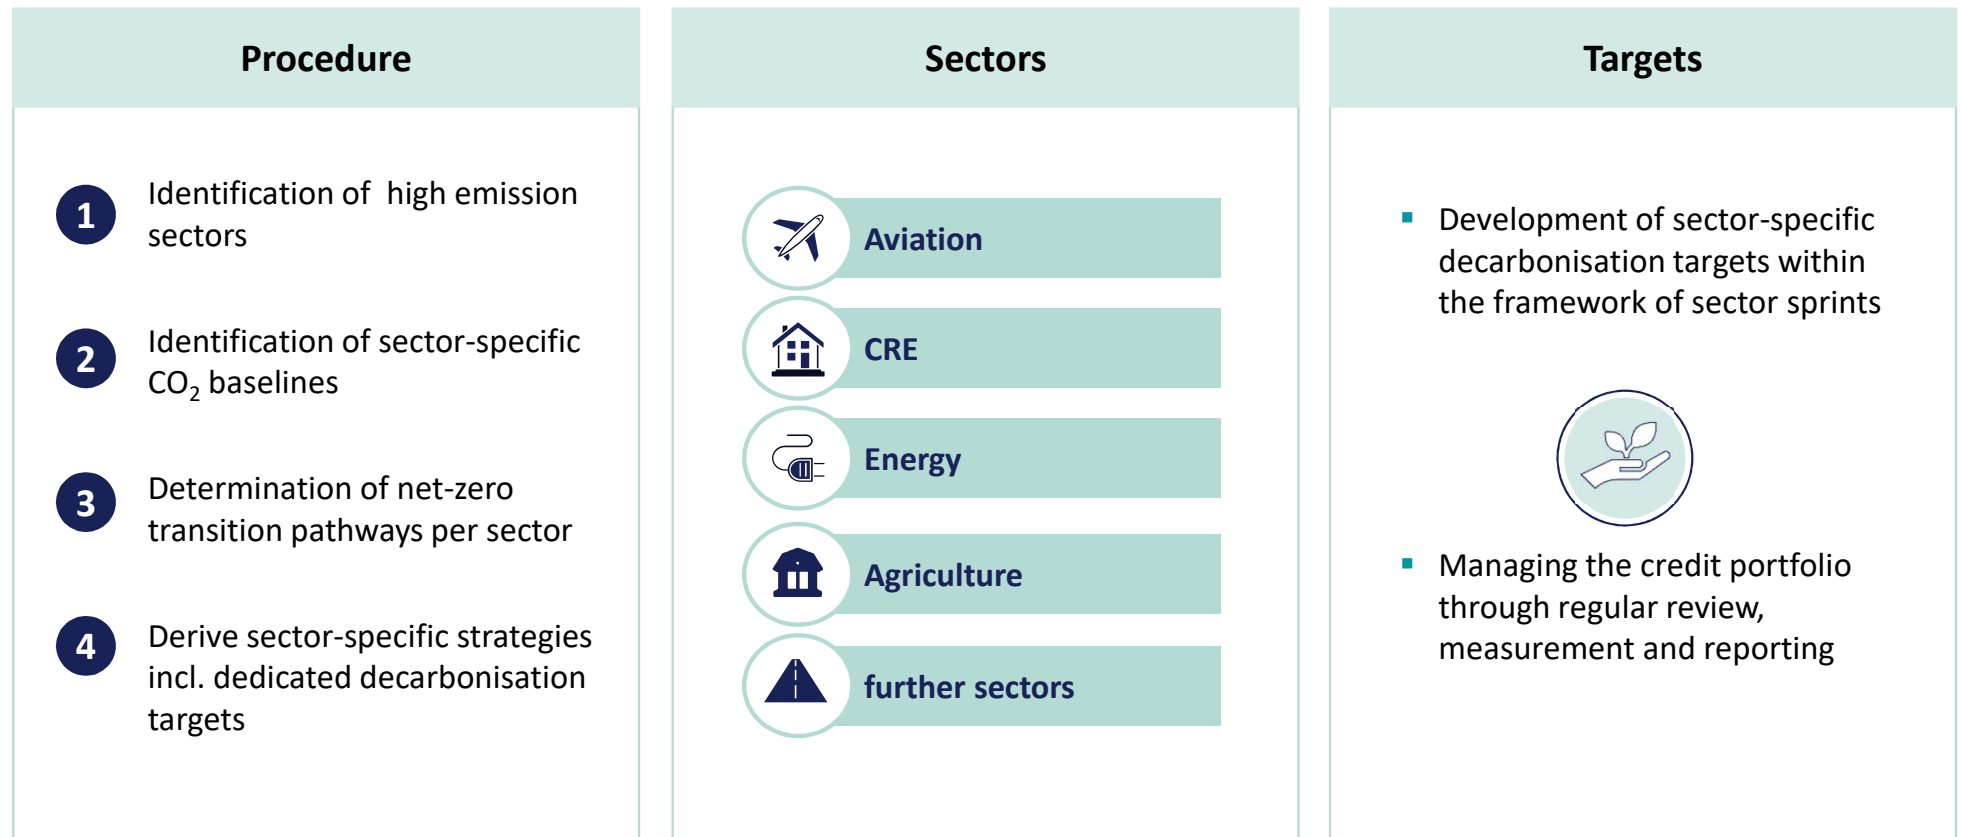 Procedure
1
Identification of  high emission
sectors
2
Identification of sector-specific
CO₂ baselines
3
Determination of net-zero
transition pathways per sector
4
Derive sector-specific strategies
incl. dedicated decarbonisation
targets
Sectors
Aviation
CRE
Energy
Agriculture
further sectors
Targets
▪ Development of sector-specific
decarbonisation targets within
the framework of sector sprints
▪ Managing the credit portfolio
through regular review,
measurement and reporting